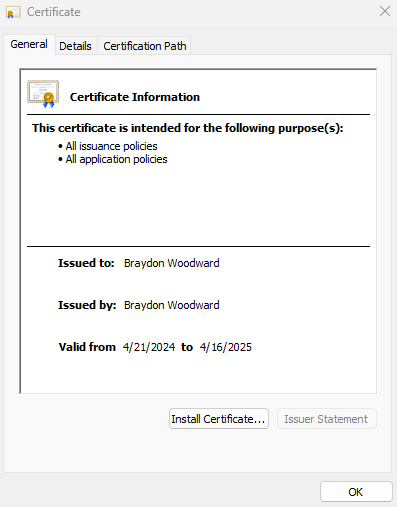 Certificate
General Details Certification Path
Certificate Information
This certificate is intended for the following purpose(s):
• All issuance policies
• All application policies
Issued to: Braydon Woodward
Issued by: Braydon Woodward
Valid from 4/21/2024 to 4/16/2025
Install Certificate... Issuer Statement
OK